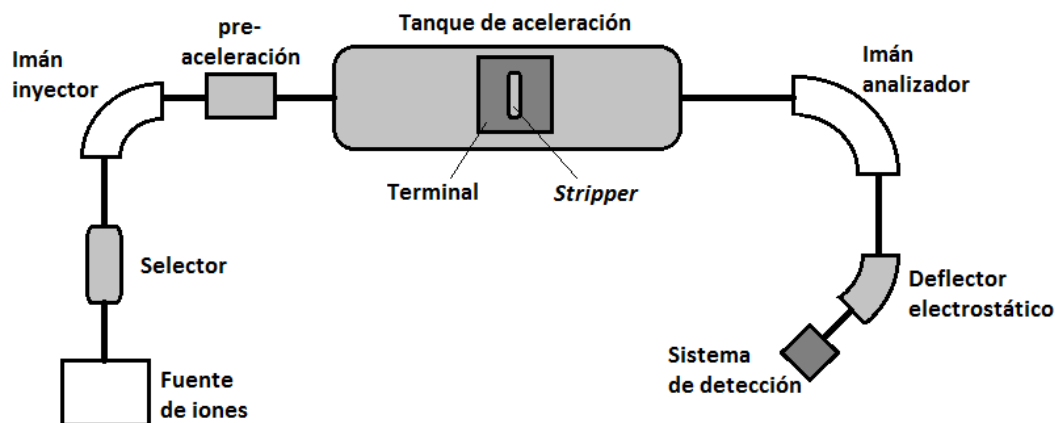 pre-
aceleración
Tanque de aceleración
Imán
inyector
Imán
analizador
Terminal
Stripper
Selector
Deflector
electrostático
Sistema
de detección
Fuente
de iones